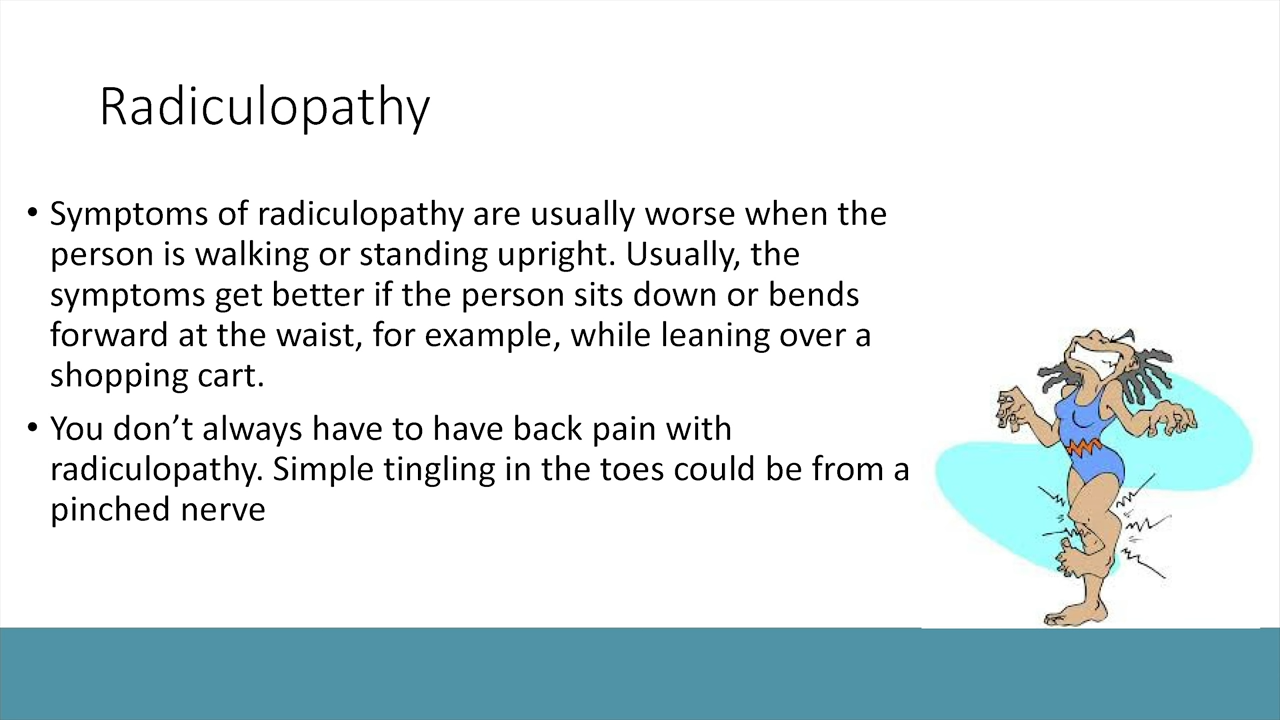 Radiculopathy
• Symptoms of radiculopathy are usually worse when the
person is walking or standing upright. Usually, the
symptoms get better if the person sits down or bends
forward at the waist, for example, while leaning over a
shopping cart.
• You don’t always have to have back pain with
radiculopathy. Simple tingling in the toes could be from a
pinched nerve